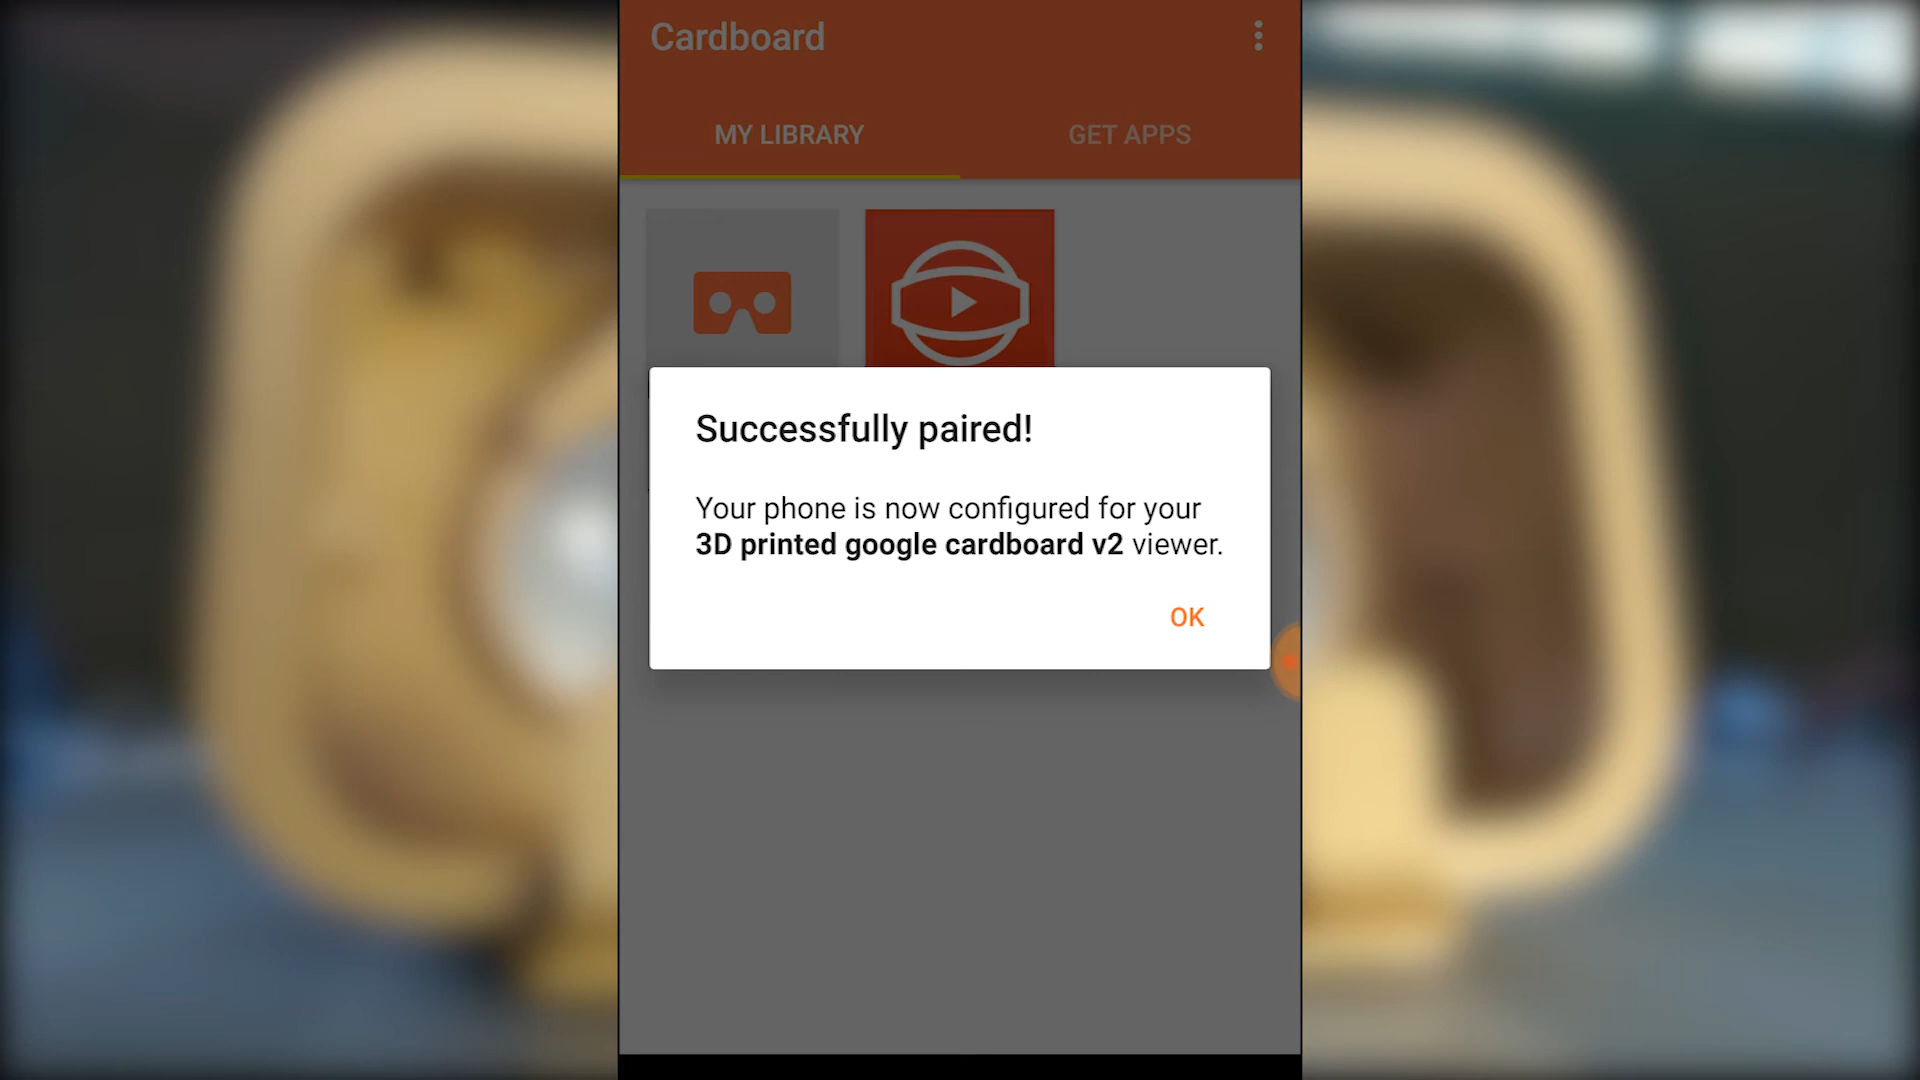 Cardboard
MY LIBRARY
GET APPS
Successfully paired!
Your phone is now configured for your
3D printed google cardboard v2 viewer.
OK